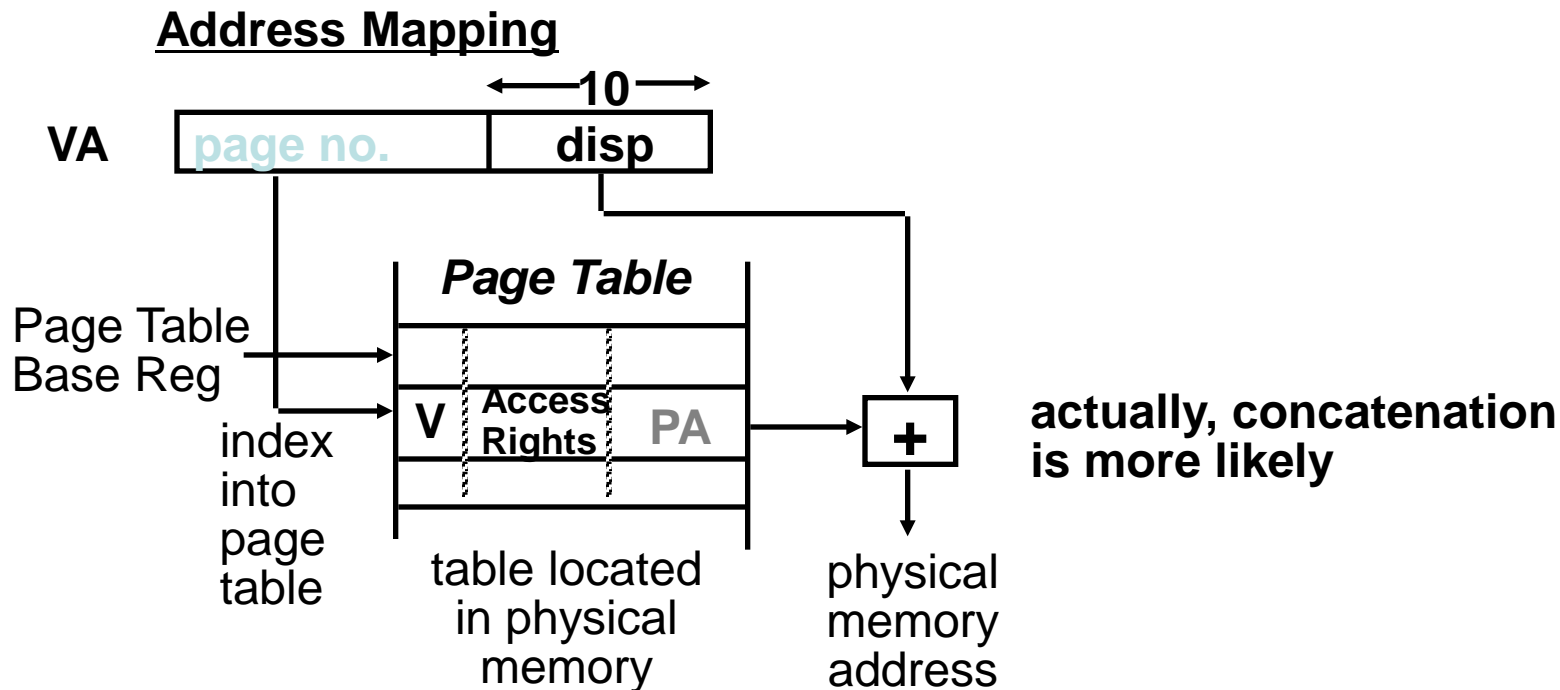 Address Mapping
10
VA
page no.
disp
Page Table
Page Table
Base Reg
V
Access
Rights
PA
+
actually, concatenation
is more likely
index
into
page
table
table located
in physical
memory
physical
memory
address